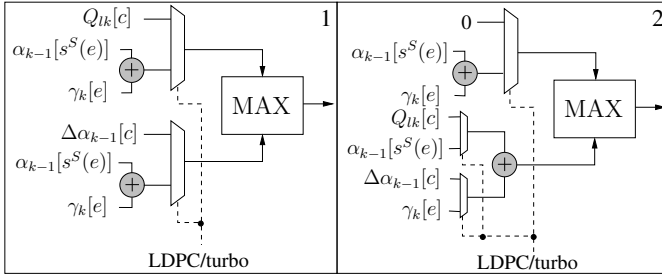 1
Q_{lk}[c]
α_{k−1}[s^S(e)]
+
γ_k[e]
MAX
Δα_{k−1}[c]
α_{k−1}[s^S(e)]
+
γ_k[e]
LDPC/turbo
2
0
α_{k−1}[s^S(e)]
+
γ_k[e]
MAX
Q_{lk}[c]
α_{k−1}[s^S(e)]
+
Δα_{k−1}[c]
γ_k[e]
LDPC/turbo